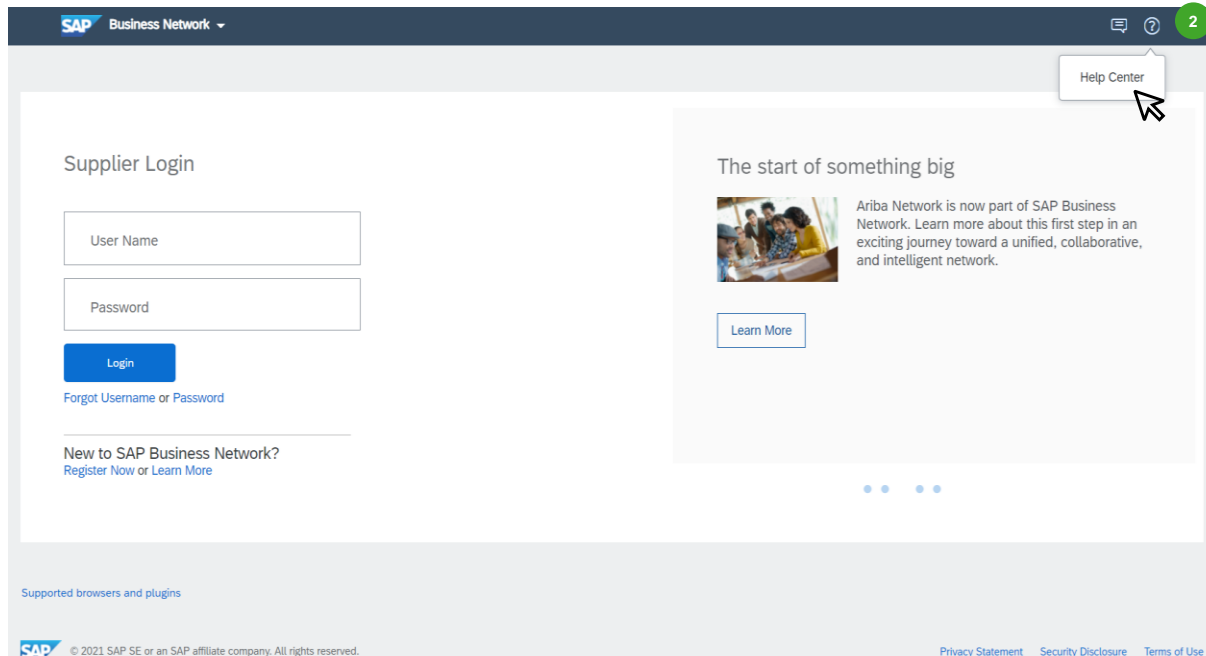 SAP Business Network
2
Help Center
Supplier Login
User Name
Password
Login
Forgot Username or Password
New to SAP Business Network?
Register Now or Learn More
The start of something big
Ariba Network is now part of SAP Business
Network. Learn more about this first step in an
exciting journey toward a unified, collaborative,
and intelligent network.
Learn More
Supported browsers and plugins
SAP © 2021 SAP SE or an SAP affiliate company. All rights reserved.
Privacy Statement Security Disclosure Terms of Use